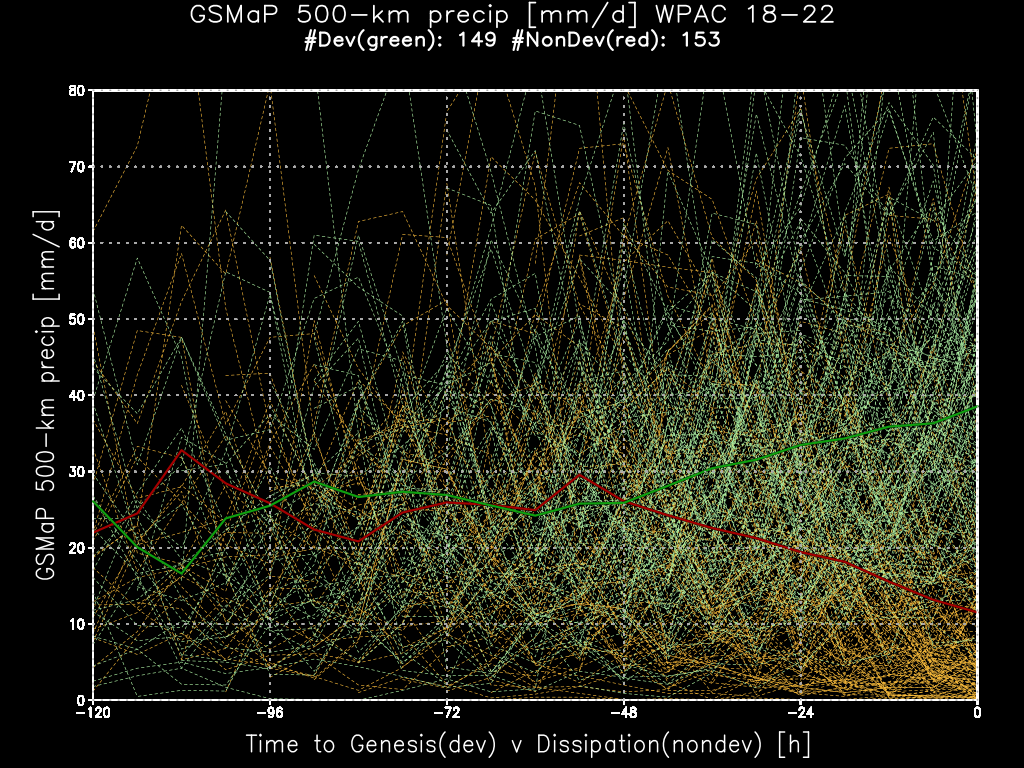 GSMaP 500-km precip [mm/d] WPAC 18-22
#Dev(green): 149 #NonDev(red): 153
80
70
60
50
40
30
20
10
0
GSMaP 500-km precip [mm/d]
-120 -96 -72 -48 -24 0
Time to Genesis(dev) v Dissipation(nondev) [h]